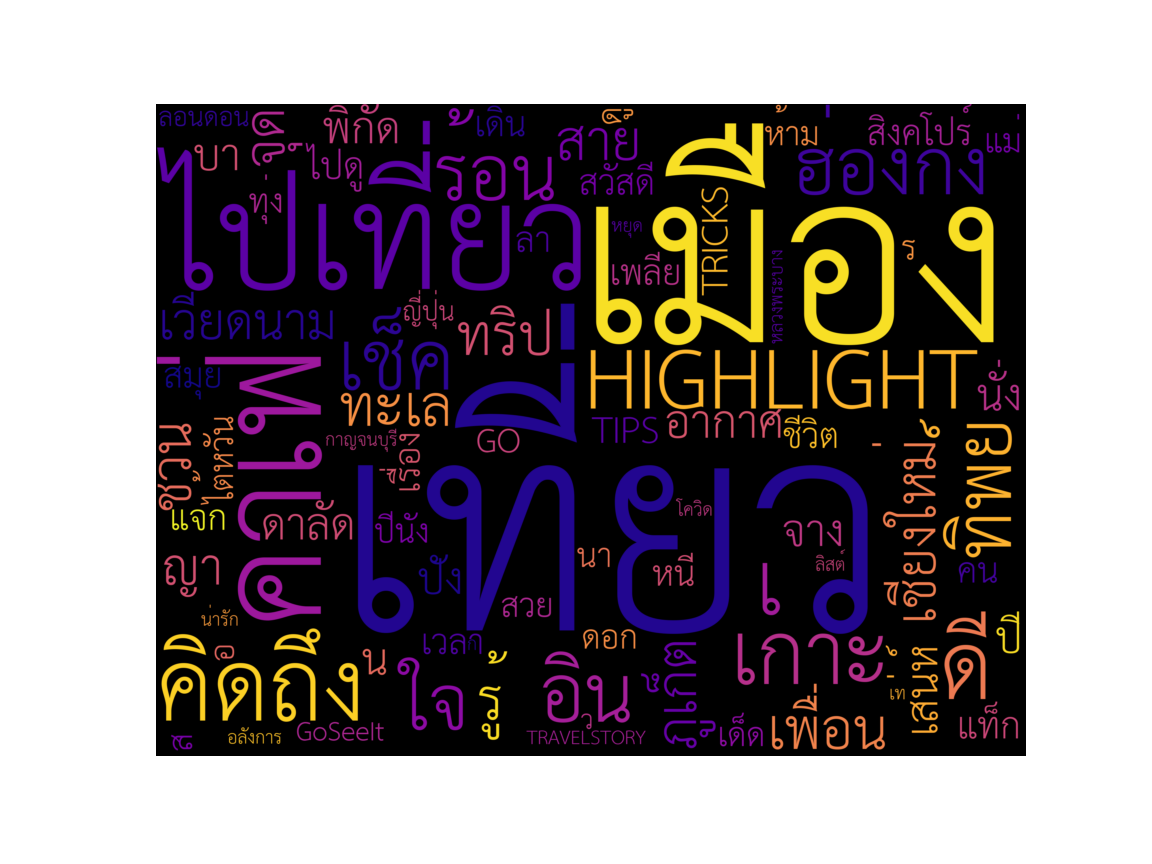 ลอนดอน
พิกัด
เดิน
สาย
ห้าม
สิงคโปร์
แม่
บา
ไปดู
รอน
สวัสดี
ฮ่องกง
ทุ่ง
ไปเที่ยว
ลา
หยุด
เมือง
TRICKS
ร
เพลีย
หลวงพระบาง
เวียดนาม
ญี่ปุ่น
ทริป
เช็ค
สมุย
HIGHLIGHT
นั่ง
ทะเล
TIPS
อากาศ
ชีวิต
GO
กาญจนบุรี
เรื่อง
ชวน
ไต้หวัน
แจก
ดาลัด
ปีนัง
เที่ยว
โควิด
จาง
เชียงใหม่
ทิพย
ญา
ปัง
นา
หนี
ลิสต์
คน
น่ารัก
สวย
เวลา
ดอก
คิดถึง
น
ใจ
รู้
อิน
ภูเก็ต
เกาะ
เสน่ห์
ดี
ปี
เท
อลังการ
GoSeeIt
TRAVELSTORY
ว
เด็ด
เพื่อน
แท็ก